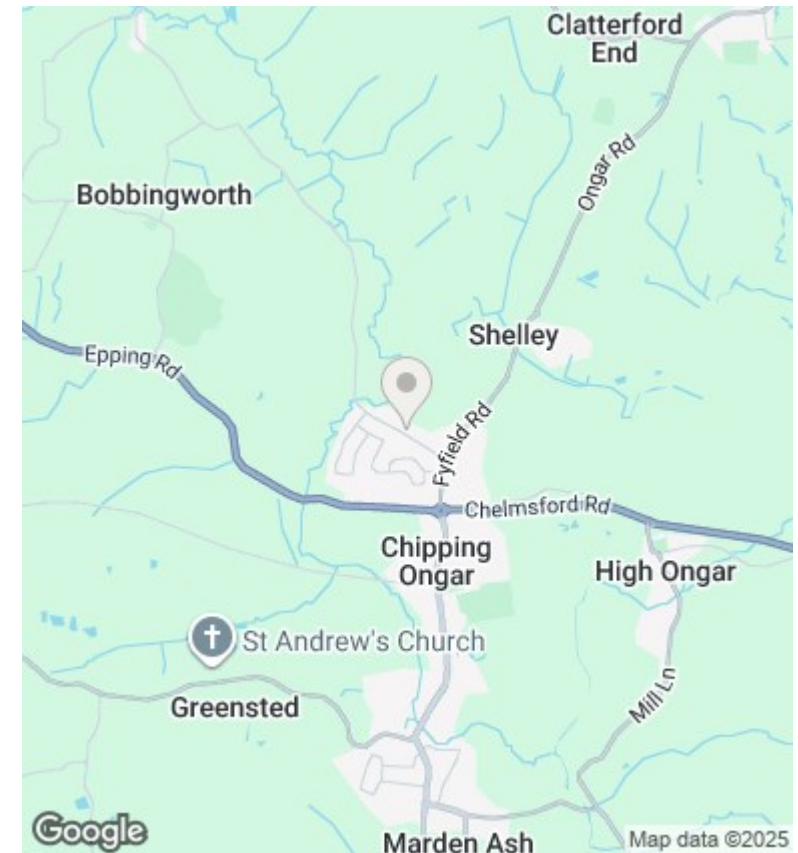 Clatterford
End
Ongar Rd
Bobbingworth
Shelley
Epping Rd
Fyfield Rd
Chelmsford Rd
Chipping
Ongar
High Ongar
St Andrew's Church
Mill Ln
Greensted
Google
Marden Ash
Map data ©2025